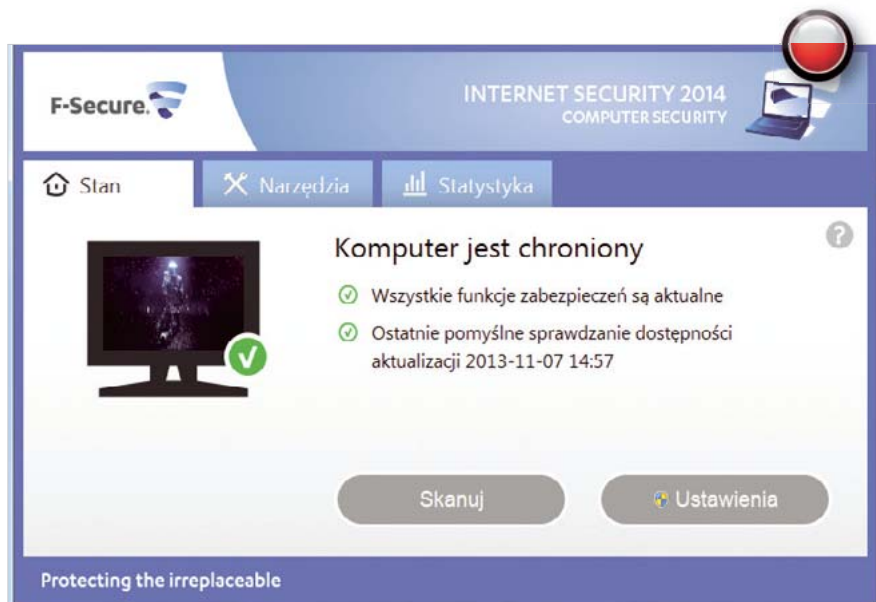 F-Secure.
INTERNET SECURITY 2014
COMPUTER SECURITY
Stan
Narzędzia
Statystyka
?
Komputer jest chroniony
Wszystkie funkcje zabezpieczeń są aktualne
Ostatnie pomyślne sprawdzanie dostępności
aktualizacji 2013-11-07 14:57
Skanuj
Ustawienia
Protecting the irreplaceable